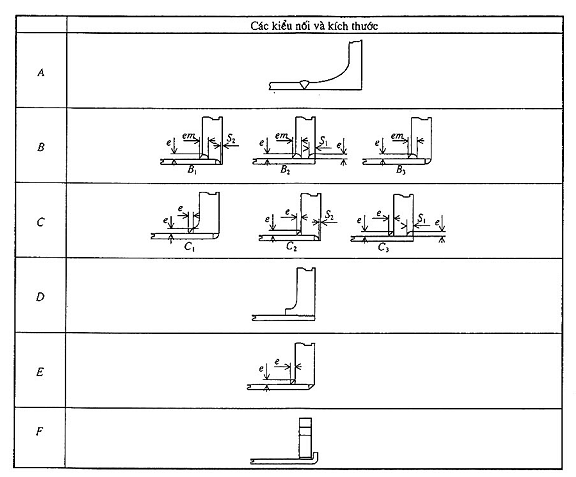 Các kiểu nối và kích thước
A
B
e em S2
B1
e em S1 e
B2
e em
B3
C
e e
C1
e e S2
C2
e e S1 e
C3
D
E
e e
F